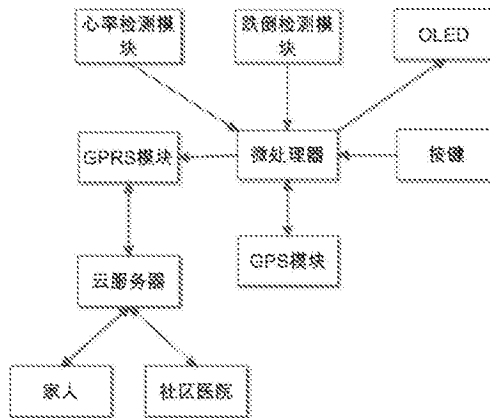 心率检测模
块
跌倒检测模
块
OLED
GPRS模块
微处理器
按键
GPS模块
云服务器
家人
社区医院